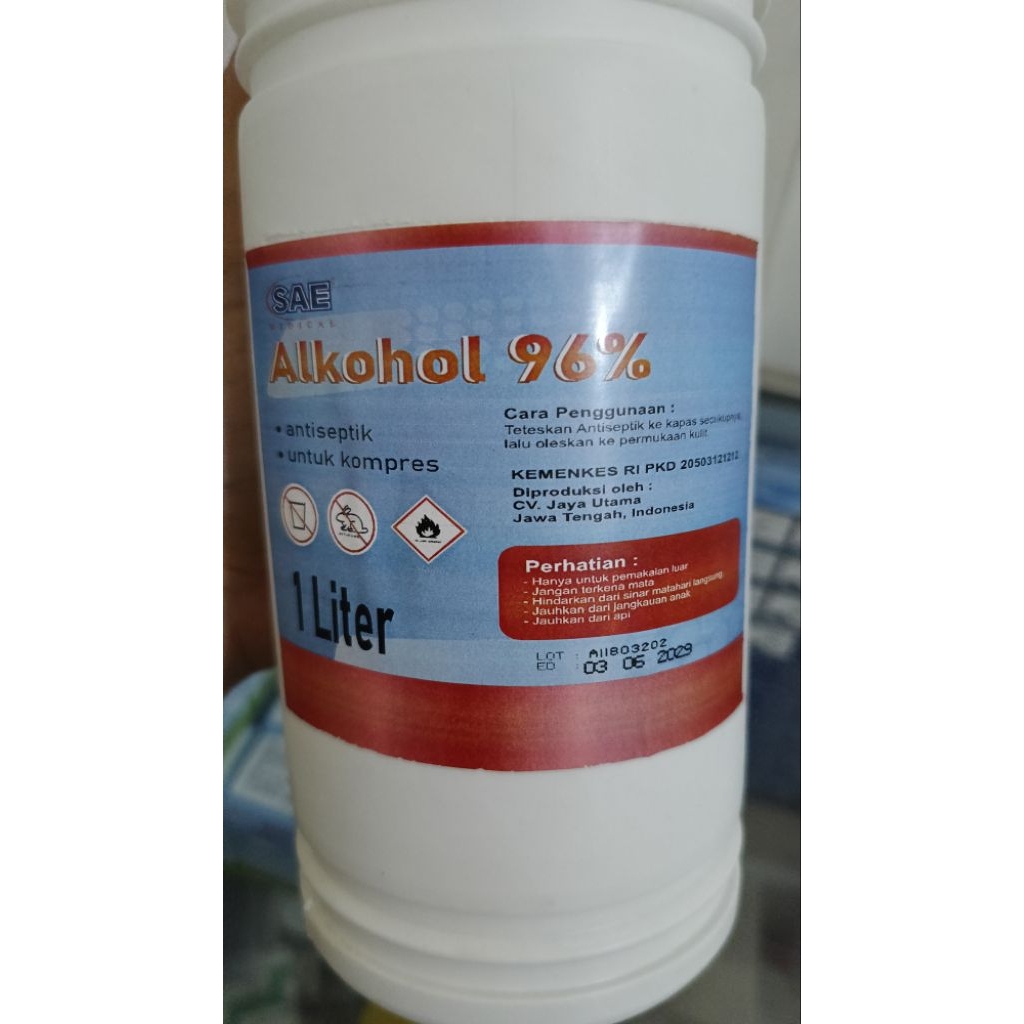 SAE
MEDICAL
Alkohol 96%
• antiseptik
• untuk kompres
1 Liter
Cara Penggunaan :
Teteskan Antiseptik ke kapas secukupnya,
lalu oleskan ke permukaan kulit.
KEMENKES RI PKD 20503121212
Diproduksi oleh :
CV. Jaya Utama
Jawa Tengah, Indonesia
Perhatian :
- Hanya untuk pemakaian luar
- Jangan terkena mata
- Hindarkan dari sinar matahari langsung.
- Jauhkan dari jangkauan anak
- Jauhkan dari api
LOT : A11803202
ED : 03 06 2029